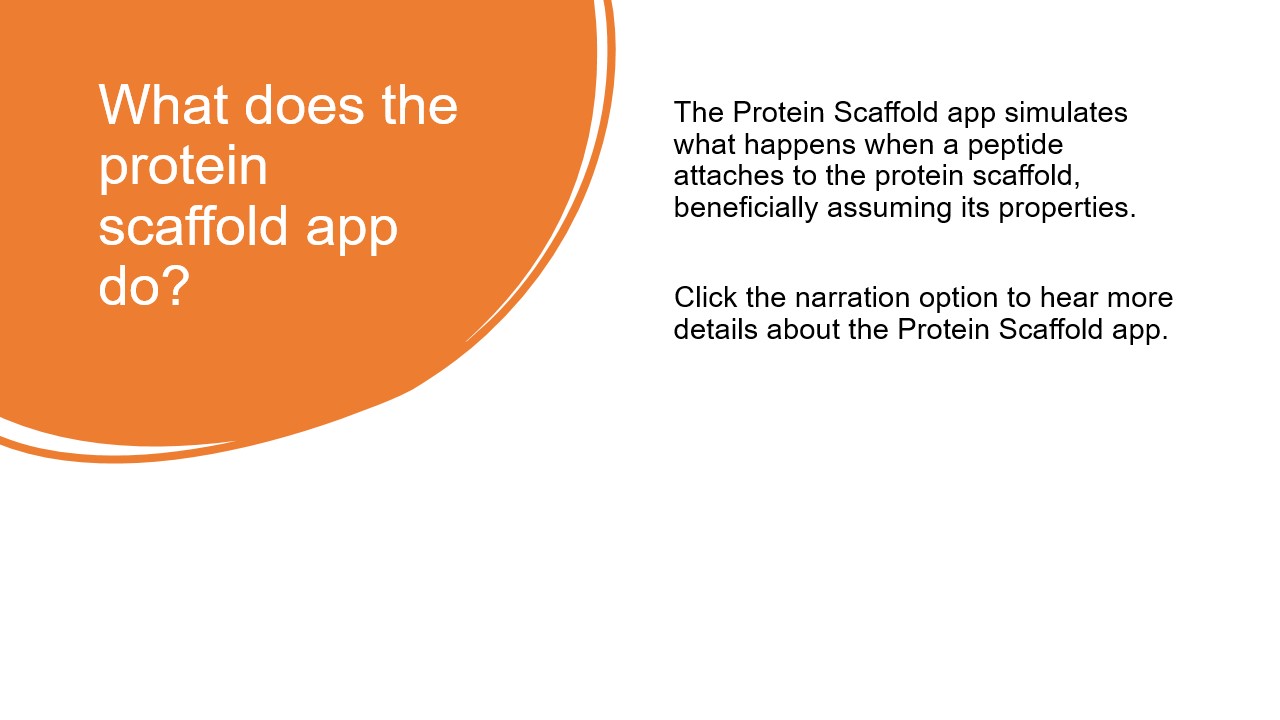 What does the
protein
scaffold app
do?
The Protein Scaffold app simulates
what happens when a peptide
attaches to the protein scaffold,
beneficially assuming its properties.
Click the narration option to hear more
details about the Protein Scaffold app.